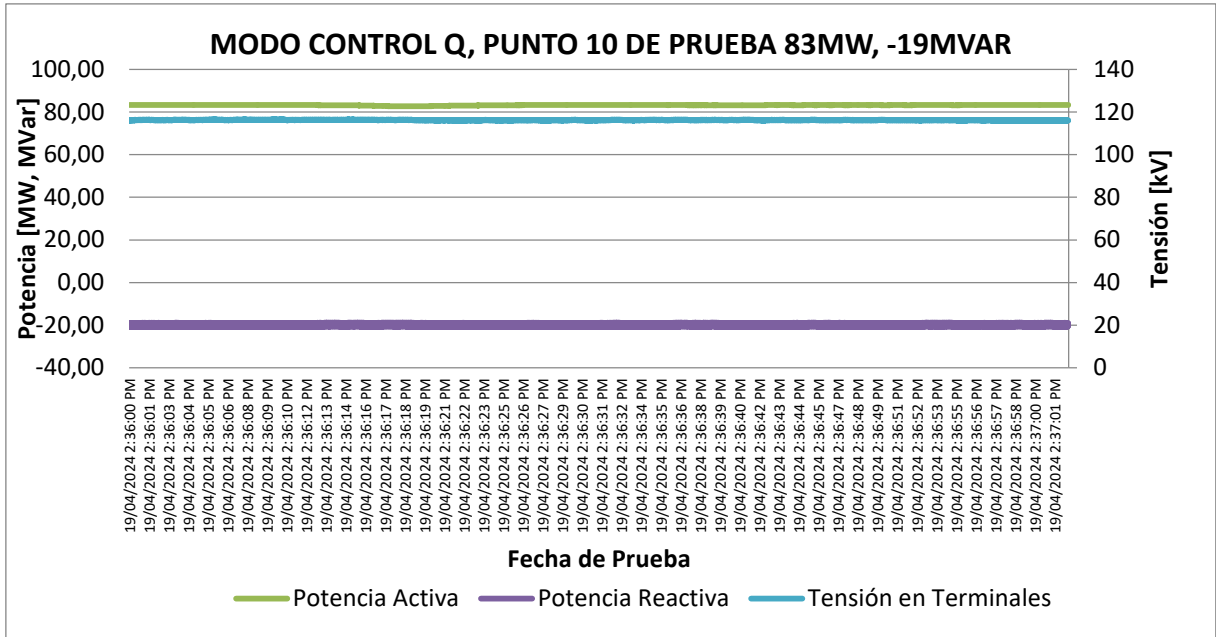 MODO CONTROL Q, PUNTO 10 DE PRUEBA 83MW, -19MVAR
Potencia [MW, MVar]
100,00
80,00
60,00
40,00
20,00
0,00
-20,00
-40,00
140
120
100
80
60
40
20
0
Tensión [kV]
19/04/2024 2:36:00 PM
19/04/2024 2:36:01 PM
19/04/2024 2:36:03 PM
19/04/2024 2:36:04 PM
19/04/2024 2:36:05 PM
19/04/2024 2:36:06 PM
19/04/2024 2:36:08 PM
19/04/2024 2:36:09 PM
19/04/2024 2:36:10 PM
19/04/2024 2:36:12 PM
19/04/2024 2:36:13 PM
19/04/2024 2:36:14 PM
19/04/2024 2:36:16 PM
19/04/2024 2:36:17 PM
19/04/2024 2:36:18 PM
19/04/2024 2:36:19 PM
19/04/2024 2:36:21 PM
19/04/2024 2:36:22 PM
19/04/2024 2:36:23 PM
19/04/2024 2:36:25 PM
19/04/2024 2:36:26 PM
19/04/2024 2:36:27 PM
19/04/2024 2:36:29 PM
19/04/2024 2:36:30 PM
19/04/2024 2:36:31 PM
19/04/2024 2:36:32 PM
19/04/2024 2:36:34 PM
19/04/2024 2:36:35 PM
19/04/2024 2:36:36 PM
19/04/2024 2:36:38 PM
19/04/2024 2:36:39 PM
19/04/2024 2:36:40 PM
19/04/2024 2:36:42 PM
19/04/2024 2:36:43 PM
19/04/2024 2:36:44 PM
19/04/2024 2:36:45 PM
19/04/2024 2:36:47 PM
19/04/2024 2:36:48 PM
19/04/2024 2:36:49 PM
19/04/2024 2:36:51 PM
19/04/2024 2:36:52 PM
19/04/2024 2:36:53 PM
19/04/2024 2:36:55 PM
19/04/2024 2:36:56 PM
19/04/2024 2:36:57 PM
19/04/2024 2:36:58 PM
19/04/2024 2:37:00 PM
19/04/2024 2:37:01 PM
Fecha de Prueba
Potencia Activa
Potencia Reactiva
Tensión en Terminales